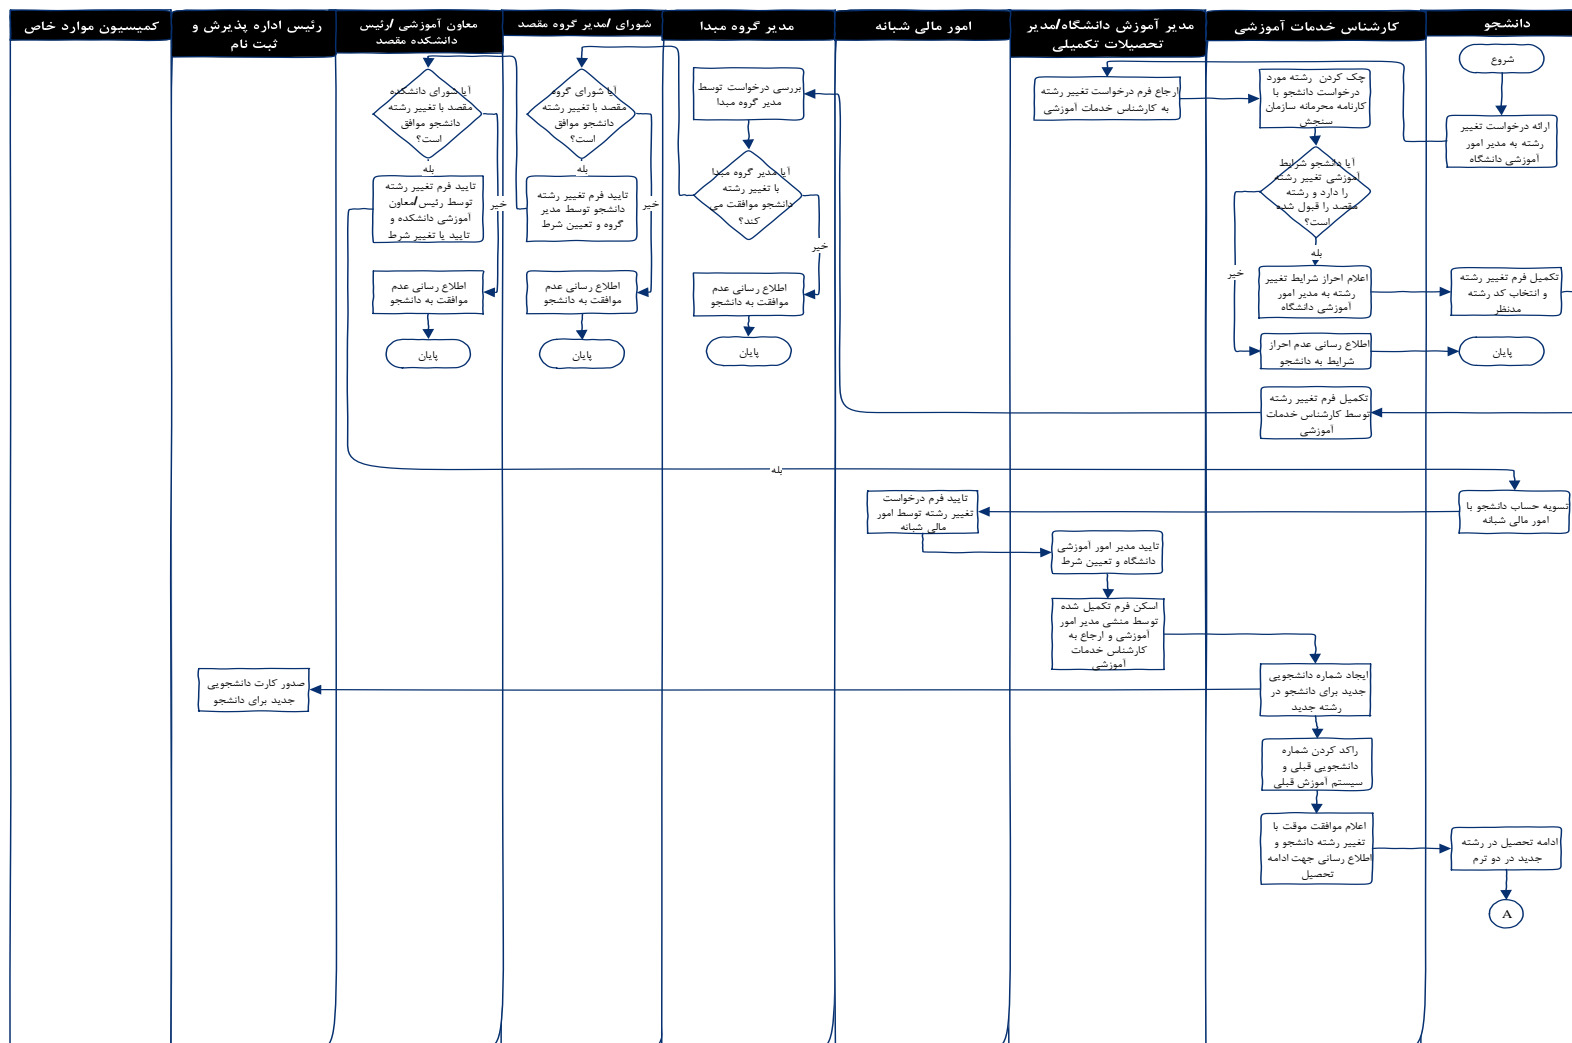 دانشجو
کارشناس خدمات آموزشی
مدیر آموزش دانشگاه/مدیر
تحصیلات تکمیلی
امور مالی شبانه
مدیر گروه مبدا
شورای /مدیر گروه مقصد
معاون آموزشی /رئیس
دانشکده مقصد
رئیس اداره پذیرش و
ثبت نام
کمیسیون موارد خاص
شروع
ارائه درخواست تغییر
رشته به مدیر امور
آموزشی دانشگاه
ارجاع فرم درخواست تغییر رشته
به کارشناس خدمات آموزشی
چک کردن رشته مورد
درخواست دانشجو با
کارنامه محرمانه سازمان
سنجش
آیا دانشجو شرایط
آموزشی تغییر رشته
را دارد و رشته
مقصد را قبول شده
است؟
بله
خیر
اعلام احراز شرایط تغییر
رشته به مدیر امور
آموزشی دانشگاه
تکمیل فرم تغییر رشته
و انتخاب کد رشته
مدنظر
اطلاع رسانی عدم احراز
شرایط به دانشجو
پایان
تکمیل فرم تغییر رشته
توسط کارشناس خدمات
آموزشی
بررسی درخواست توسط
مدیر گروه مبدا
آیا مدیر گروه مبدا
با تغییر رشته
دانشجو موافقت می
کند؟
خیر
اطلاع رسانی عدم
موافقت به دانشجو
پایان
آیا شورای گروه
مقصد با تغییر رشته
دانشجو موافق
است؟
بله
خیر
تایید فرم تغییر رشته
دانشجو توسط مدیر
گروه و تعیین شرط
اطلاع رسانی عدم
موافقت به دانشجو
پایان
آیا شورای دانشکده
مقصد با تغییر رشته
دانشجو موافق
است؟
بله
خیر
تایید فرم تغییر رشته
توسط رئیس/معاون
آموزشی دانشکده و
تایید یا تغییر شرط
اطلاع رسانی عدم
موافقت به دانشجو
پایان
بله
تسویه حساب دانشجو با
امور مالی شبانه
تایید فرم درخواست
تغییر رشته توسط امور
مالی شبانه
تایید مدیر امور آموزشی
دانشگاه و تعیین شرط
اسکن فرم تکمیل شده
توسط منشی مدیر امور
آموزشی و ارجاع به
کارشناس خدمات
آموزشی
ایجاد شماره دانشجویی
جدید برای دانشجو در
رشته جدید
صدور کارت دانشجویی
جدید برای دانشجو
راکد کردن شماره
دانشجویی قبلی و
سیستم آموزش قبلی
اعلام موافقت موقت با
تغییر رشته دانشجو و
اطلاع رسانی جهت ادامه
تحصیل
ادامه تحصیل در رشته
جدید در دو ترم
A